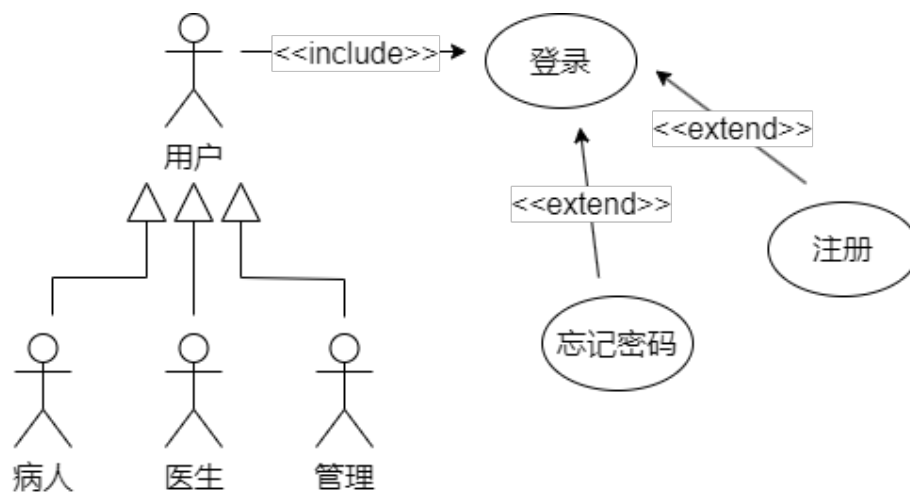 <<include>>
登录
<<extend>>
用户
<<extend>>
注册
忘记密码
病人
医生
管理